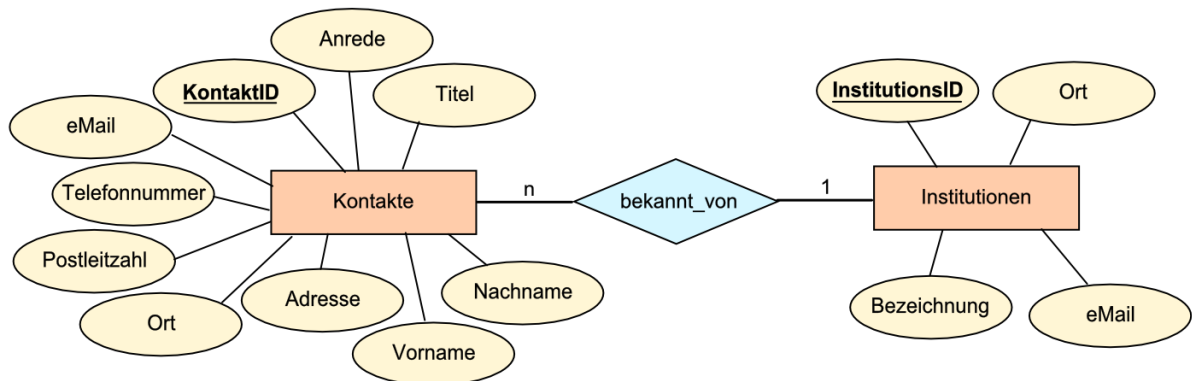 Anrede
KontaktID
Titel
eMail
Telefonnummer
Kontakte
Postleitzahl
Ort
Adresse
Vorname
Nachname
n
bekannt_von
1
InstitutionsID
Ort
Institutionen
Bezeichnung
eMail